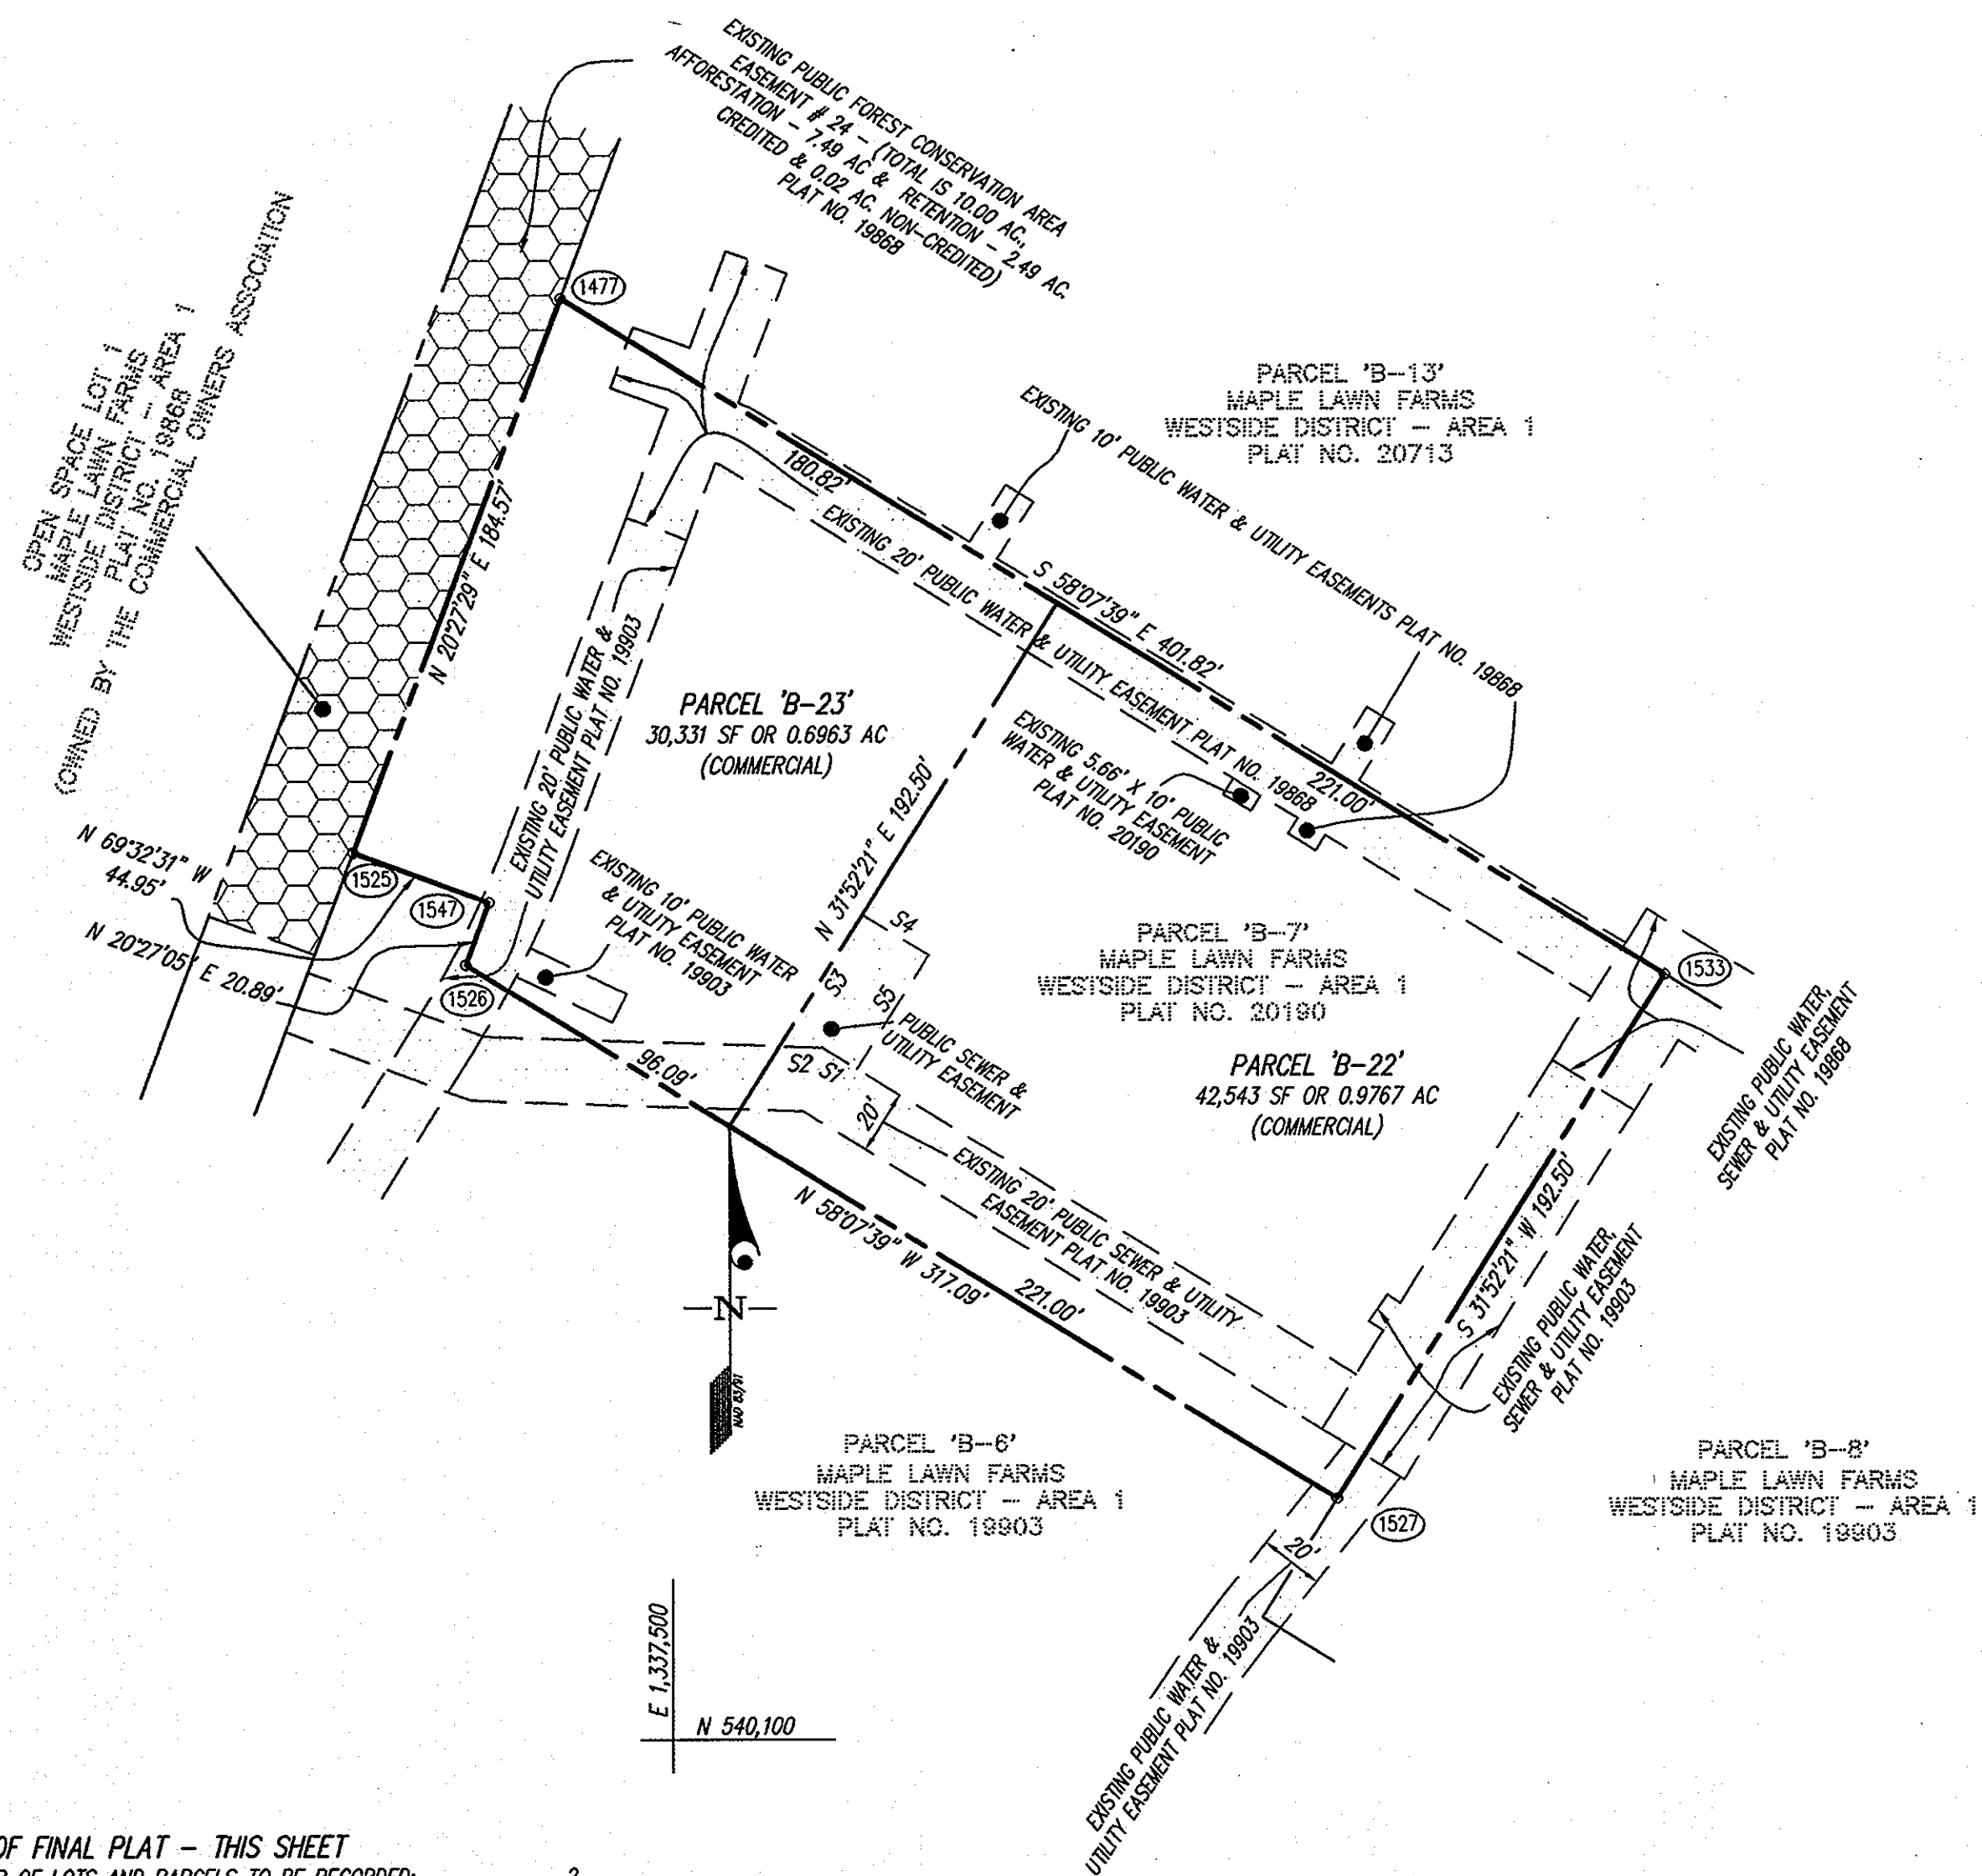 EXISTING PUBLIC FOREST CONSERVATION AREA
EASEMENT # 24 - (TOTAL IS 10.00 AC.,
AFFORESTATION - 7.49 AC & RETENTION - 2.49 AC.
CREDITED & 0.02 AC. NON-CREDITED)
PLAT NO. 19868
OPEN SPACE LOT 1
MAPLE LAWN FARMS
WESTSIDE DISTRICT - AREA 1
PLAT NO. 19868
(OWNED BY THE COMMERCIAL OWNERS ASSOCIATION
1477
PARCEL 'B-13'
MAPLE LAWN FARMS
WESTSIDE DISTRICT - AREA 1
PLAT NO. 20713
EXISTING 10' PUBLIC WATER & UTILITY EASEMENTS PLAT NO. 19868
180.82'
EXISTING 20' PUBLIC WATER & UTILITY EASEMENT PLAT NO. 19868
S 58°07'39" E 401.82'
221.00'
N 20°27'29" E 184.57'
EXISTING 20' PUBLIC WATER &
UTILITY EASEMENT PLAT NO. 19903
PARCEL 'B-23'
30,331 SF OR 0.6963 AC
(COMMERCIAL)
N 31°52'21" E 192.50'
EXISTING 5.66' X 10' PUBLIC
WATER & UTILITY EASEMENT
PLAT NO. 20190
N 69°32'31" W
44.95'
1525
1547
N 20°27'05" E 20.89'
1526
EXISTING 10' PUBLIC WATER
& UTILITY EASEMENT
PLAT NO. 19903
S4
S3
S5
S2 S1
PUBLIC SEWER &
UTILITY EASEMENT
PARCEL 'B-7'
MAPLE LAWN FARMS
WESTSIDE DISTRICT - AREA 1
PLAT NO. 20190
1533
EXISTING PUBLIC WATER,
SEWER & UTILITY EASEMENT
PLAT NO. 19868
PARCEL 'B-22'
42,543 SF OR 0.9767 AC
(COMMERCIAL)
96.09'
20'
EXISTING 20' PUBLIC SEWER & UTILITY
EASEMENT PLAT NO. 19903
N 58°07'39" W 317.09'
221.00'
S 31°52'21" W 192.50'
EXISTING PUBLIC WATER,
SEWER & UTILITY EASEMENT
PLAT NO. 19903
N
NAD 83/91
PARCEL 'B-6'
MAPLE LAWN FARMS
WESTSIDE DISTRICT - AREA 1
PLAT NO. 19903
PARCEL 'B-8'
MAPLE LAWN FARMS
WESTSIDE DISTRICT - AREA 1
PLAT NO. 19903
1527
20'
EXISTING PUBLIC WATER &
UTILITY EASEMENT PLAT NO. 19903
E 1,337,500
N 540,100
OF FINAL PLAT - THIS SHEET
OF LOTS AND PARCELS TO BE RECORDED: